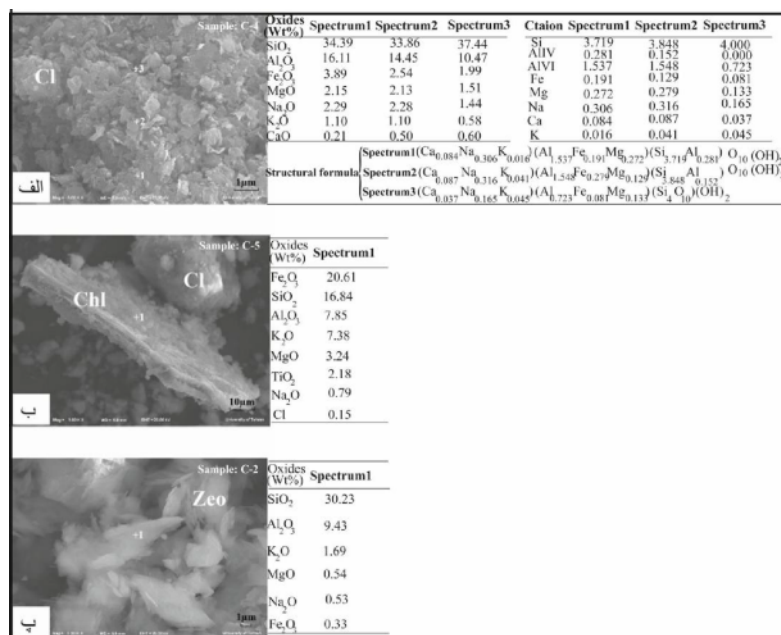 Sample: C-4
Cl
+3
+2
+1
1μm
الف
Oxides (Wt%) Spectrum1 Spectrum2 Spectrum3
SiO2 34.39 33.86 37.44
Al2O3 16.11 14.45 10.47
Fe2O3 3.89 2.54 1.99
MgO 2.15 2.13 1.51
Na2O 2.29 2.28 1.44
K2O 1.10 1.10 0.58
CaO 0.21 0.50 0.60
Ctaion Spectrum1 Spectrum2 Spectrum3
Si 3.719 3.848 4.000
AlIV 0.281 0.152 0.000
AlVI 1.537 1.548 0.723
Fe 0.191 0.129 0.081
Mg 0.272 0.279 0.133
Na 0.306 0.316 0.165
Ca 0.084 0.087 0.037
K 0.016 0.041 0.045
Structural formula
Spectrum1(Ca0.084Na0.306K0.016)(Al1.537Fe0.191Mg0.272)(Si3.719Al0.281) O10(OH)2
Spectrum2(Ca0.087Na0.316K0.041)(Al1.548Fe0.279Mg0.129)(Si3.848Al0.152) O10(OH)2
Spectrum3(Ca0.037Na0.165K0.045)(Al0.723Fe0.081Mg0.133)(Si4O10)(OH)2
Sample: C-5
Cl
Chl
+1
10μm
ب
Oxides (Wt%) Spectrum1
Fe2O3 20.61
SiO2 16.84
Al2O3 7.85
K2O 7.38
MgO 3.24
TiO2 2.18
Na2O 0.79
Cl 0.15
Sample: C-2
Zeo
+1
1μm
Oxides (Wt%) Spectrum1
SiO2 30.23
Al2O3 9.43
K2O 1.69
MgO 0.54
Na2O 0.53
Fe2O3 0.33